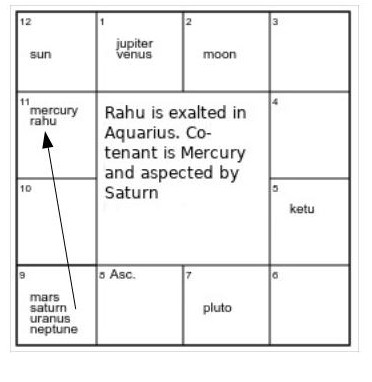 12
1
2
3
sun
jupiter
venus
moon
11
mercury
rahu
Rahu is exalted in
Aquarius. Co-
tenant is Mercury
and aspected by
Saturn
4
10
5
ketu
9
mars
saturn
uranus
neptune
8 Asc.
7
pluto
6